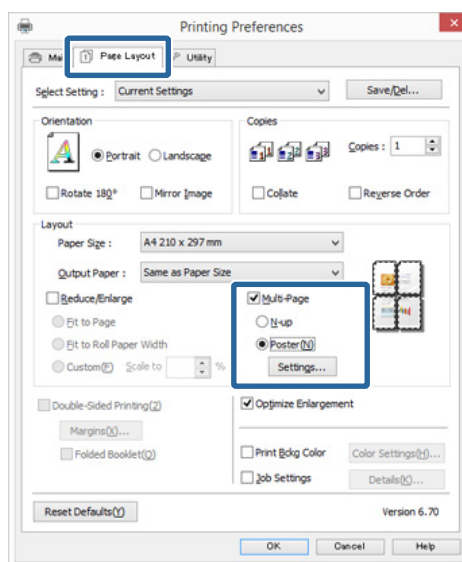 Printing Preferences
Page Layout
Utility
Select Setting : Current Settings Save/Del...
Orientation
Portrait Landscape
Rotate 180° Mirror Image
Copies
Copies : 1
Collate Reverse Order
Layout
Paper Size : A4 210 x 297 mm
Output Paper : Same as Paper Size
Reduce/Enlarge
Fit to Page
Fit to Roll Paper Width
Custom(F) Scale to %
Multi-Page
N-up
Poster(N)
Settings...
Double-Sided Printing(2)
Margins(X)...
Folded Booklet(Q)
Optimize Enlargement
Print Bckg Color Color Settings(H)...
Job Settings Details(K)...
Reset Defaults(Y) Version 6.70
OK Cancel Help